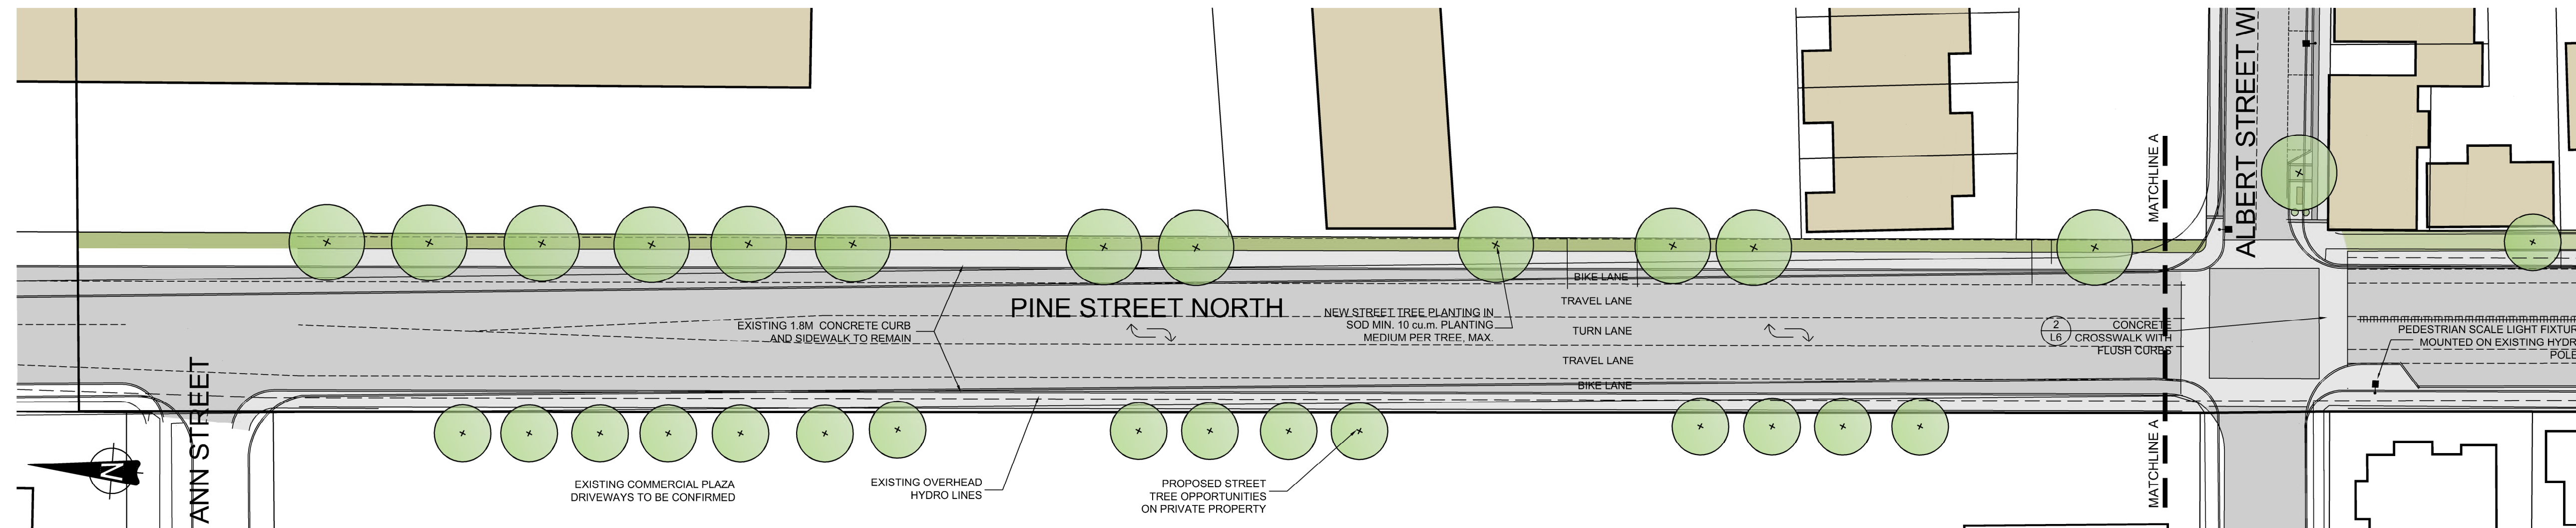 ALBERT STREET WI
MATCHLINE A
BIKE LANE
TRAVEL LANE
TURN LANE
TRAVEL LANE
BIKE LANE
PINE STREET NORTH
NEW STREET TREE PLANTING IN
SOD MIN. 10 cu.m. PLANTING
MEDIUM PER TREE, MAX.
EXISTING 1.8M CONCRETE CURB
AND SIDEWALK TO REMAIN
2
L6
CONCRETE
CROSSWALK WITH
FLUSH CURBS
PEDESTRIAN SCALE LIGHT FIXTUR
MOUNTED ON EXISTING HYDR
POLE
ANN STREET
N
EXISTING COMMERCIAL PLAZA
DRIVEWAYS TO BE CONFIRMED
EXISTING OVERHEAD
HYDRO LINES
PROPOSED STREET
TREE OPPORTUNITIES
ON PRIVATE PROPERTY
MATCHLINE A